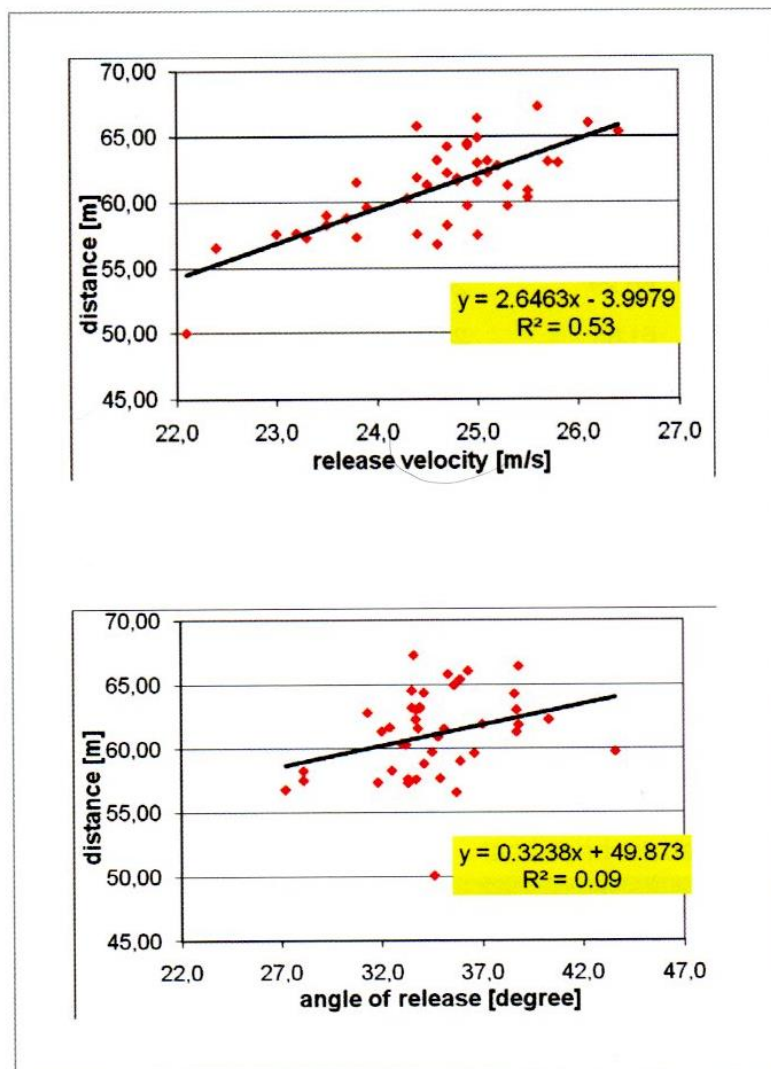 70,00
65,00
60,00
55,00
50,00
45,00
distance [m]
y = 2.6463x - 3.9979
R² = 0.53
22,0 23,0 24,0 25,0 26,0 27,0
release velocity [m/s]
70,00
65,00
60,00
55,00
50,00
45,00
distance [m]
y = 0.3238x + 49.873
R² = 0.09
22,0 27,0 32,0 37,0 42,0 47,0
angle of release [degree]